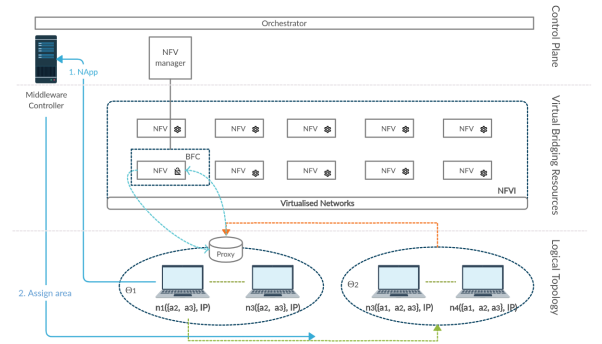 Orchestrator
Control Plane
NFV
manager
1. NApp
Middleware
Controller
Virtual Bridging Resources
NFV
NFV
NFV
NFV
NFV
BFC
NFV
NFV
NFV
NFV
NFV
NFVI
Virtualised Networks
Logical Topology
Proxy
Θ1
Θ2
2. Assign area
n1({a2, a3}, IP)
n3({a2, a3}, IP)
n3({a1, a2, a3}, IP)
n4({a1, a2, a3}, IP)